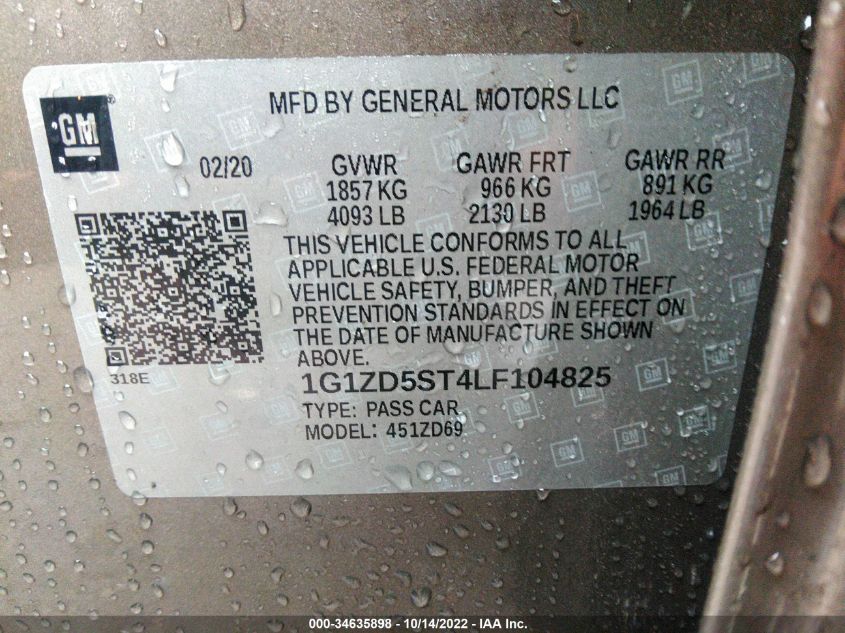 MFD BY GENERAL MOTORS LLC
GM
02/20 GVWR GAWR FRT GAWR RR
1857 KG 966 KG 891 KG
4093 LB 2130 LB 1964 LB
THIS VEHICLE CONFORMS TO ALL
APPLICABLE U.S. FEDERAL MOTOR
VEHICLE SAFETY, BUMPER, AND THEFT
PREVENTION STANDARDS IN EFFECT ON
THE DATE OF MANUFACTURE SHOWN
ABOVE.
318E
1G1ZD5ST4LF104825
TYPE: PASS CAR
MODEL: 451ZD69
000-34635898 - 10/14/2022 - IAA Inc.